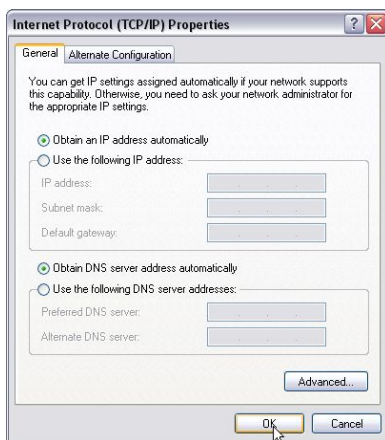 Internet Protocol (TCP/IP) Properties
General
Alternate Configuration
You can get IP settings assigned automatically if your network supports
this capability. Otherwise, you need to ask your network administrator for
the appropriate IP settings.
Obtain an IP address automatically
Use the following IP address:
IP address:
Subnet mask:
Default gateway:
Obtain DNS server address automatically
Use the following DNS server addresses:
Preferred DNS server:
Alternate DNS server:
Advanced...
OK
Cancel